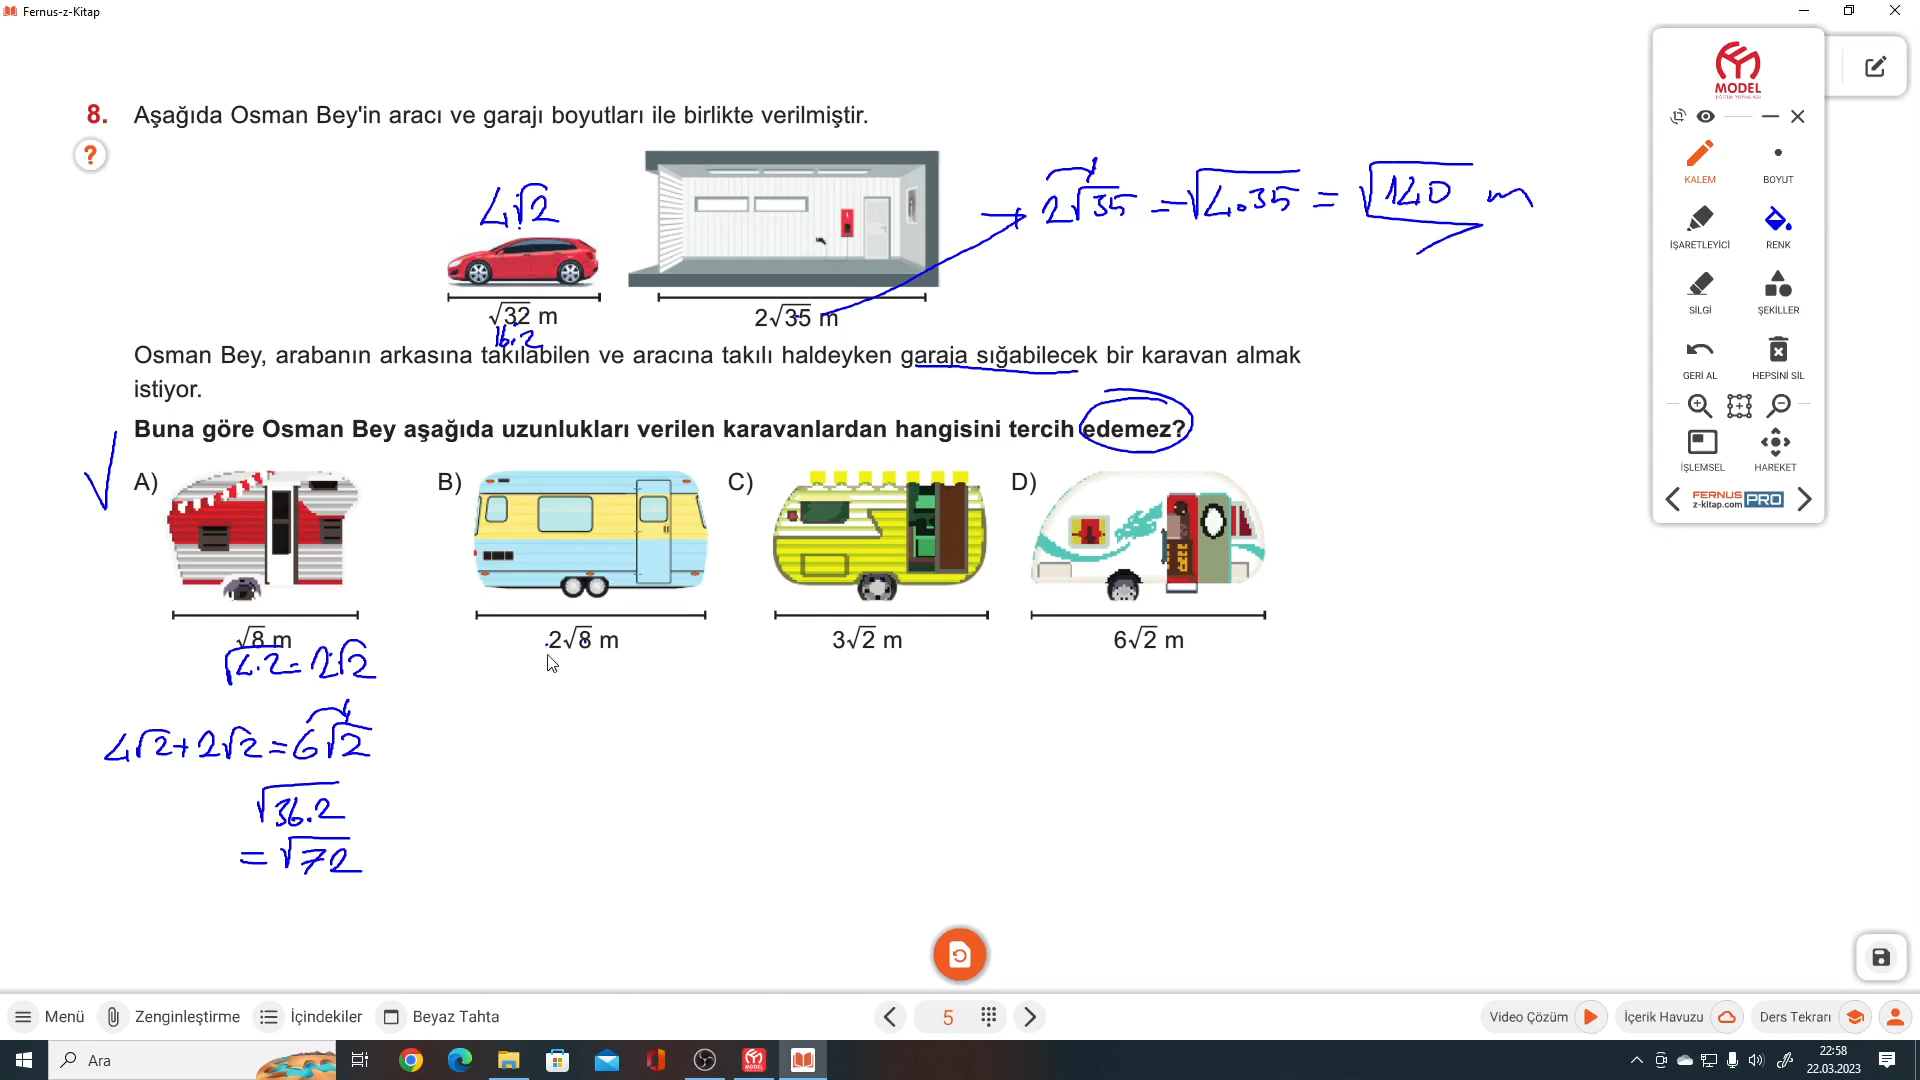 Fernus-z-Kitap
MODEL
EĞİTİM YAYINLARI
8. Aşağıda Osman Bey'in aracı ve garajı boyutları ile birlikte verilmiştir.
?
4√2
2√35 = √4.35 = √140 m
√32 m
2√35 m
16.2
Osman Bey, arabanın arkasına takılabilen ve aracına takılı haldeyken garaja sığabilecek bir karavan almak
istiyor.
Buna göre Osman Bey aşağıda uzunlukları verilen karavanlardan hangisini tercih edemez?
A) B) C) D)
√8 m 2√8 m 3√2 m 6√2 m
√4.2 = 2√2
4√2+2√2=6√2
√36.2
=√72
KALEM BOYUT
İŞARETLEYİCİ RENK
SİLGİ ŞEKİLLER
GERİ AL HEPSİNİ SİL
İŞLEMSEL HAREKET
FERNUS
z-kitap.com PRO
Menü Zenginleştirme İçindekiler Beyaz Tahta 5 Video Çözüm İçerik Havuzu Ders Tekrarı
Ara
22:58
22.03.2023